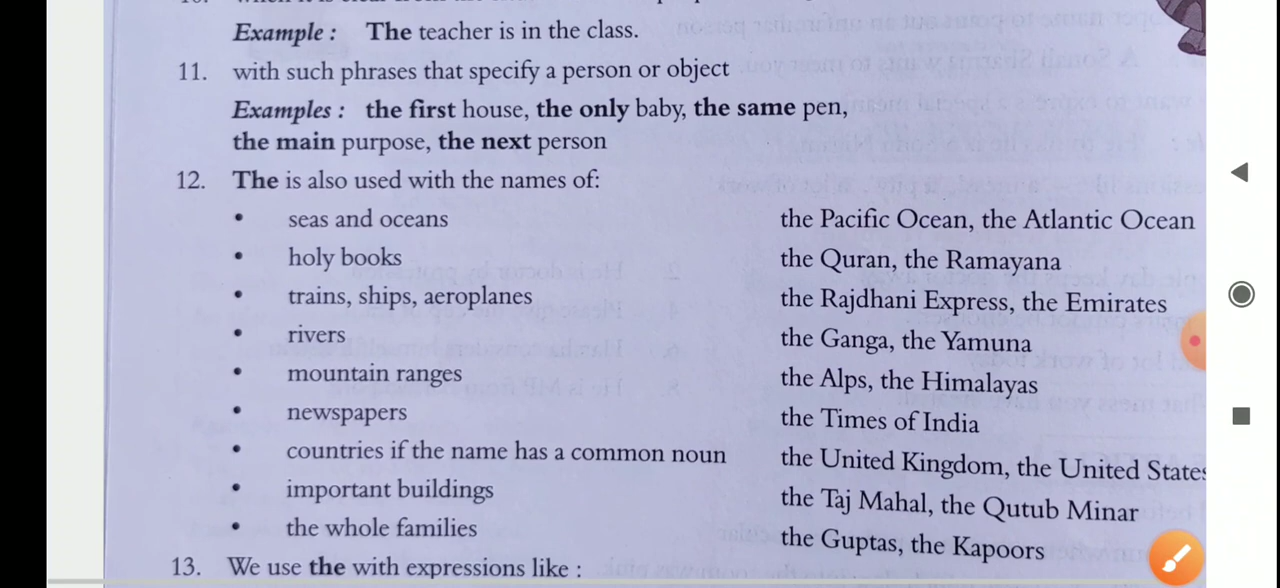 Example : The teacher is in the class.
11. with such phrases that specify a person or object
Examples : the first house, the only baby, the same pen,
the main purpose, the next person
12. The is also used with the names of:
• seas and oceans the Pacific Ocean, the Atlantic Ocean
• holy books the Quran, the Ramayana
• trains, ships, aeroplanes the Rajdhani Express, the Emirates
• rivers the Ganga, the Yamuna
• mountain ranges the Alps, the Himalayas
• newspapers the Times of India
• countries if the name has a common noun the United Kingdom, the United States
• important buildings the Taj Mahal, the Qutub Minar
• the whole families the Guptas, the Kapoors
13. We use the with expressions like :